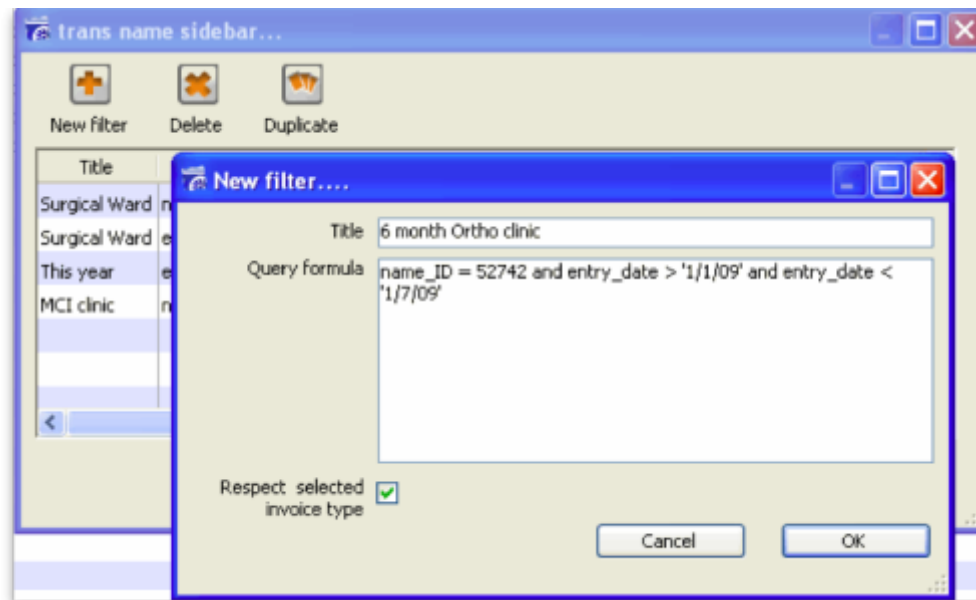 trans name sidebar...
New filter
Delete
Duplicate
Title
Surgical Ward n
Surgical Ward e
This year e
MCI clinic n
New filter....
Title 6 month Ortho clinic
Query formula name_ID = 52742 and entry_date > '1/1/09' and entry_date <
'1/7/09'
Respect selected
invoice type
Cancel
OK